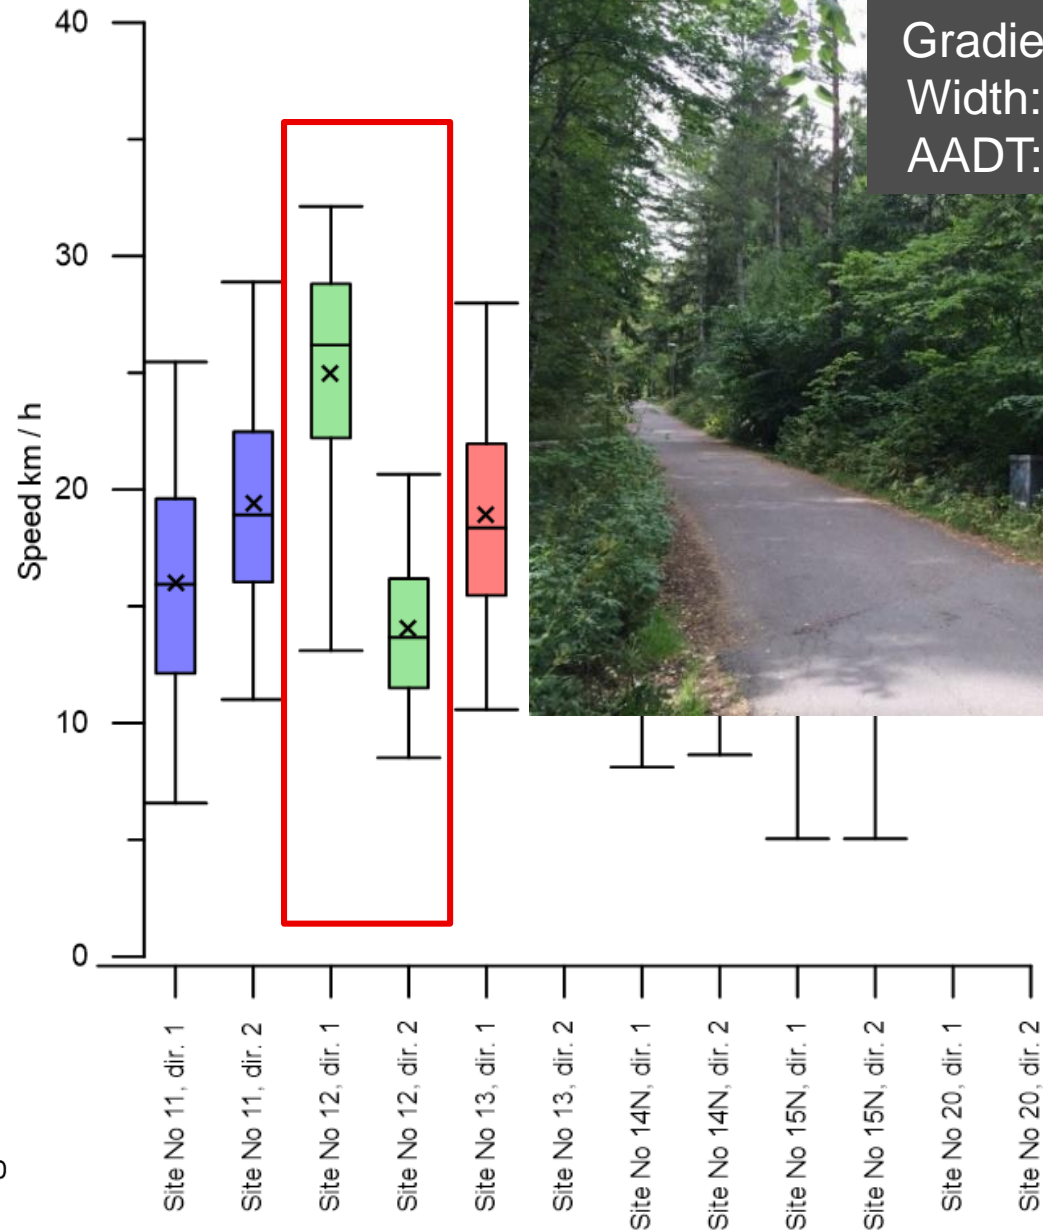 40
30
20
10
0
Speed km / h
Gradie
Width:
AADT:
Site No 11, dir. 1
Site No 11, dir. 2
Site No 12, dir. 1
Site No 12, dir. 2
Site No 13, dir. 1
Site No 13, dir. 2
Site No 14N, dir. 1
Site No 14N, dir. 2
Site No 15N, dir. 1
Site No 15N, dir. 2
Site No 20, dir. 1
Site No 20, dir. 2